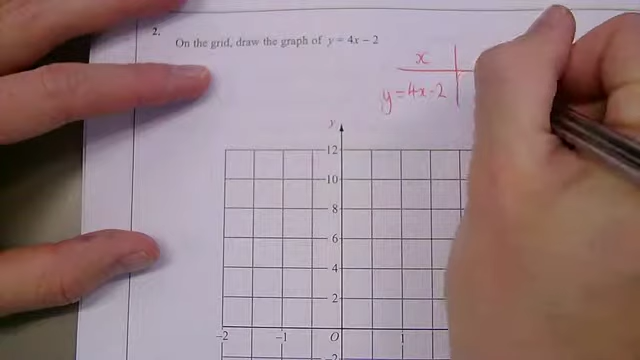 2.
On the grid, draw the graph of y = 4x − 2
x
y = 4x - 2
y
12
10
8
6
4
2
−2 −1 O 1
−2